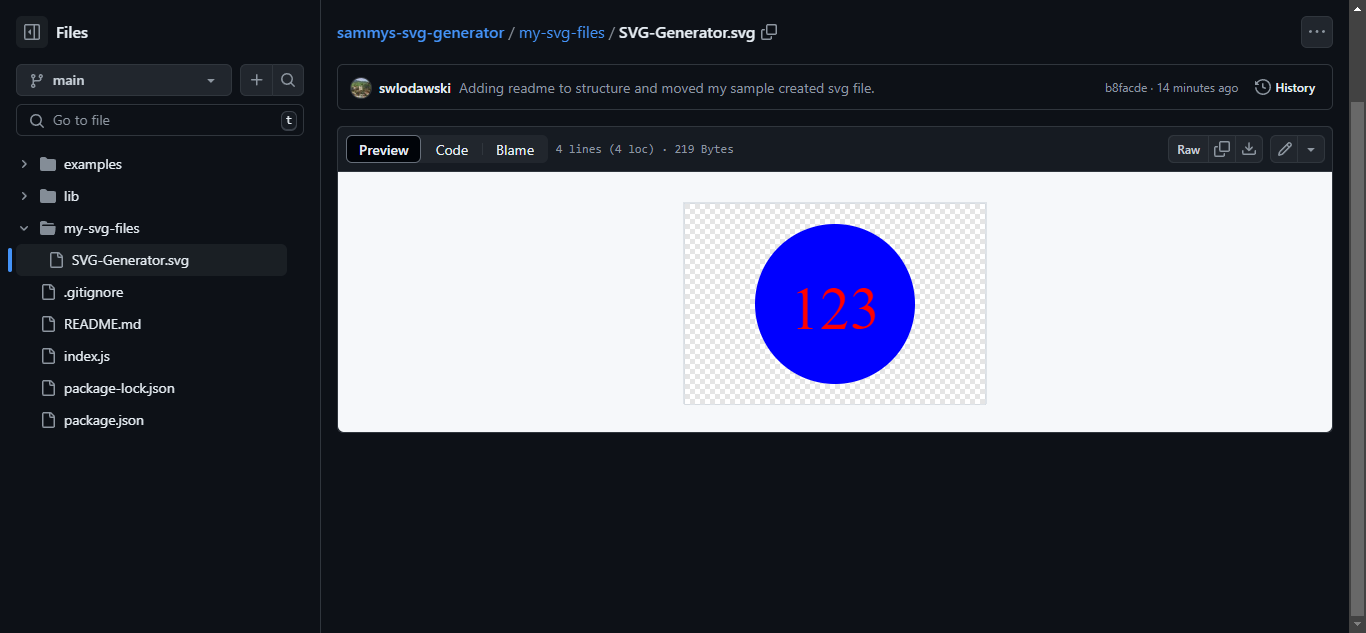 Files
main
Go to file
t
examples
lib
my-svg-files
SVG-Generator.svg
.gitignore
README.md
index.js
package-lock.json
package.json
sammys-svg-generator / my-svg-files / SVG-Generator.svg
swlodawski Adding readme to structure and moved my sample created svg file. b8facde · 14 minutes ago History
Preview Code Blame 4 lines (4 loc) · 219 Bytes Raw
123